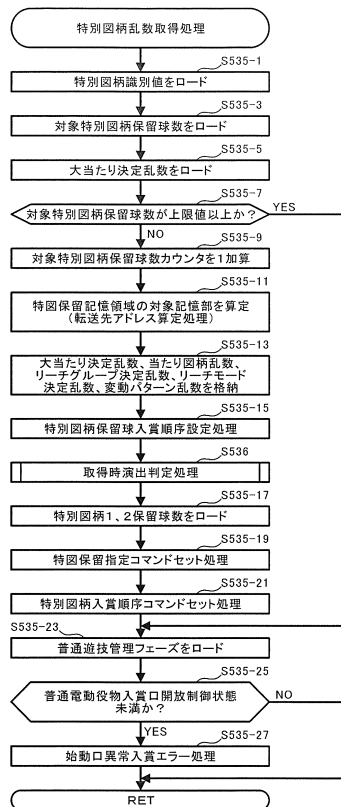 特別図柄乱数取得処理
S535-1
特別図柄識別値をロード
S535-3
対象特別図柄保留球数をロード
S535-5
大当たり決定乱数をロード
S535-7
対象特別図柄保留球数が上限値以上か?
YES
NO
S535-9
対象特別図柄保留球数カウンタを1加算
S535-11
特図保留記憶領域の対象記憶部を算定
(転送先アドレス算定処理)
S535-13
大当たり決定乱数、当たり図柄乱数、
リーチグループ決定乱数、リーチモード
決定乱数、変動パターン乱数を格納
S535-15
特別図柄保留球入賞順序設定処理
S536
取得時演出判定処理
S535-17
特別図柄1、2保留球数をロード
S535-19
特図保留指定コマンドセット処理
S535-21
特別図柄入賞順序コマンドセット処理
S535-23
普通遊技管理フェーズをロード
S535-25
普通電動役物入賞口開放制御状態
未満か?
NO
YES
S535-27
始動口異常入賞エラー処理
RET